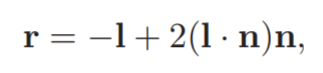 r = −l + 2(l · n)n,